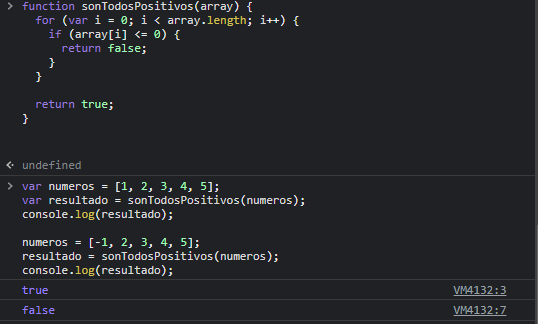 function sonTodosPositivos(array) {
  for (var i = 0; i < array.length; i++) {
    if (array[i] <= 0) {
      return false;
    }
  }

  return true;
}
undefined
var numeros = [1, 2, 3, 4, 5];
var resultado = sonTodosPositivos(numeros);
console.log(resultado);

numeros = [-1, 2, 3, 4, 5];
resultado = sonTodosPositivos(numeros);
console.log(resultado);
true VM4132:3
false VM4132:7